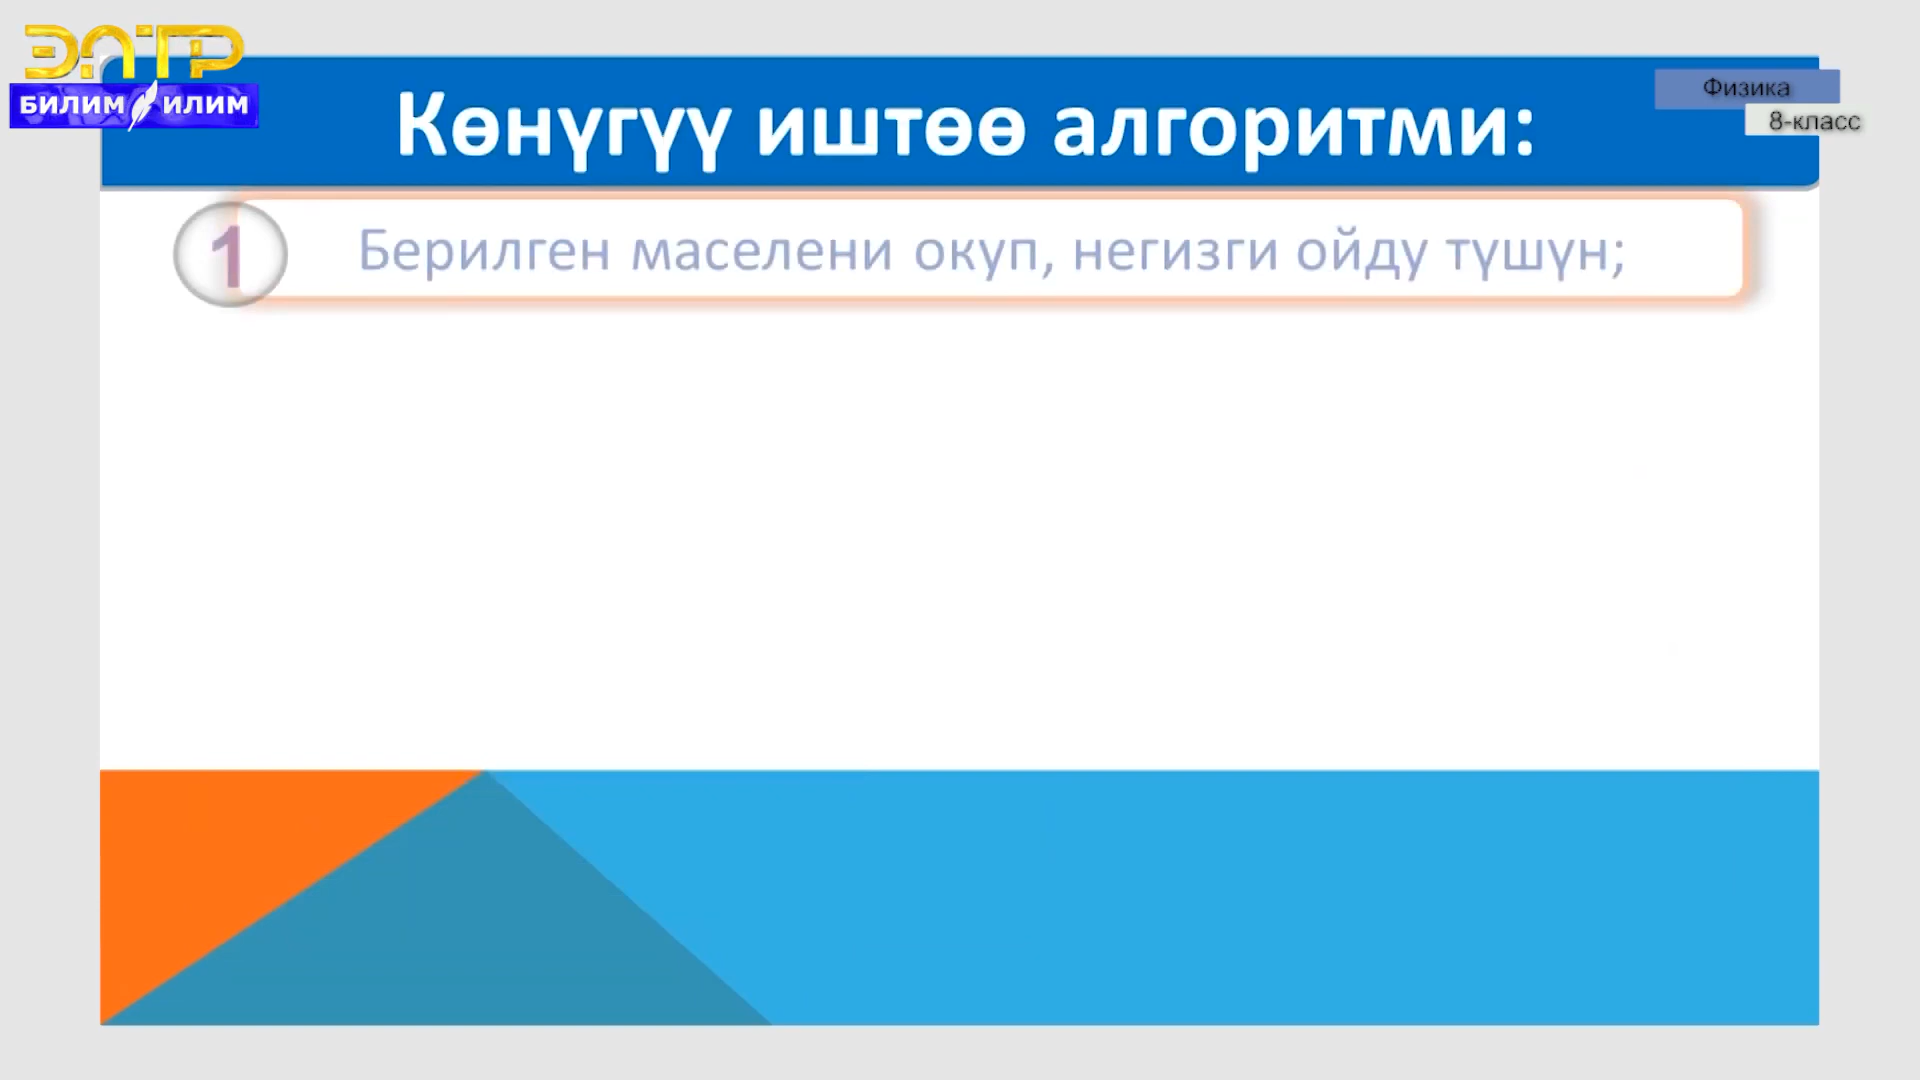 ЭЛТР
БИЛИМ ИЛИМ
Көнүгүү иштөө алгоритми:
Физика
8-класс
1 Берилген маселени окуп, негизги ойду түшүн;